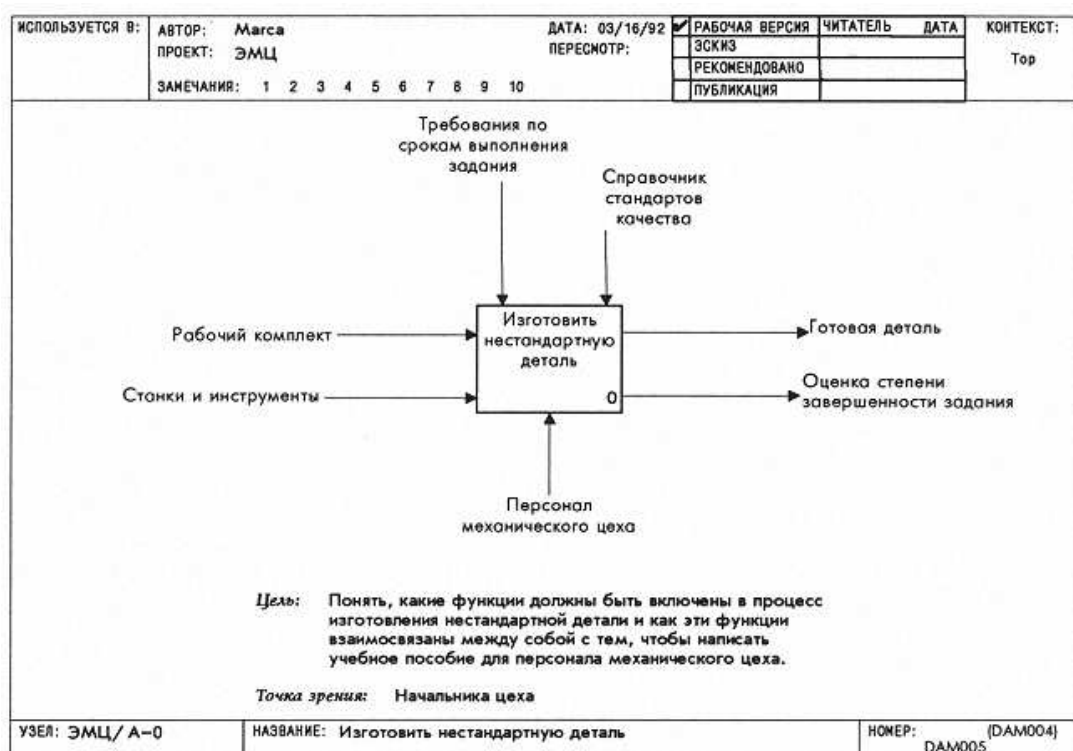 ИСПОЛЬЗУЕТСЯ В:
АВТОР: Marca
ДАТА: 03/16/92
ПРОЕКТ: ЭМЦ
ПЕРЕСМОТР:
ЗАМЕЧАНИЯ: 1 2 3 4 5 6 7 8 9 10
✔ РАБОЧАЯ ВЕРСИЯ
ЭСКИЗ
РЕКОМЕНДОВАНО
ПУБЛИКАЦИЯ
ЧИТАТЕЛЬ ДАТА
КОНТЕКСТ:
Top
Требования по
срокам выполнения
задания
Справочник
стандартов
качества
Рабочий комплект
Станки и инструменты
Изготовить
нестандартную
деталь
0
Готовая деталь
Оценка степени
завершенности задания
Персонал
механического цеха
Цель: Понять, какие функции должны быть включены в процесс
изготовления нестандартной детали и как эти функции
взаимосвязаны между собой с тем, чтобы написать
учебное пособие для персонала механического цеха.
Точка зрения: Начальника цеха
УЗЕЛ: ЭМЦ/А-0
НАЗВАНИЕ: Изготовить нестандартную деталь
НОМЕР: (DAM004)
DAM005